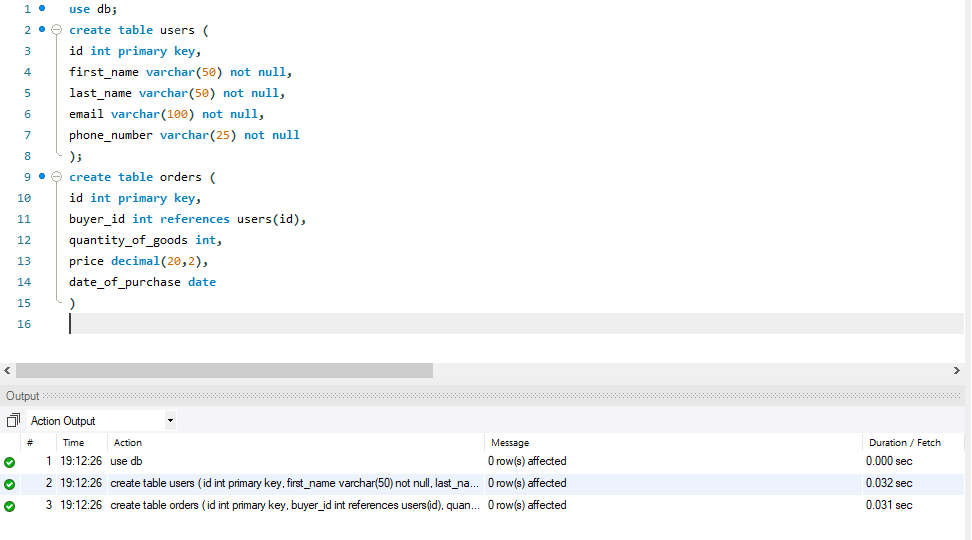 1 use db;
2 create table users (
3 id int primary key,
4 first_name varchar(50) not null,
5 last_name varchar(50) not null,
6 email varchar(100) not null,
7 phone_number varchar(25) not null
8 );
9 create table orders (
10 id int primary key,
11 buyer_id int references users(id),
12 quantity_of_goods int,
13 price decimal(20,2),
14 date_of_purchase date
15 )
16
Output
Action Output
# Time Action Message Duration / Fetch
1 19:12:26 use db 0 row(s) affected 0.000 sec
2 19:12:26 create table users ( id int primary key, first_name varchar(50) not null, last_na... 0 row(s) affected 0.032 sec
3 19:12:26 create table orders ( id int primary key, buyer_id int references users(id), quan... 0 row(s) affected 0.031 sec